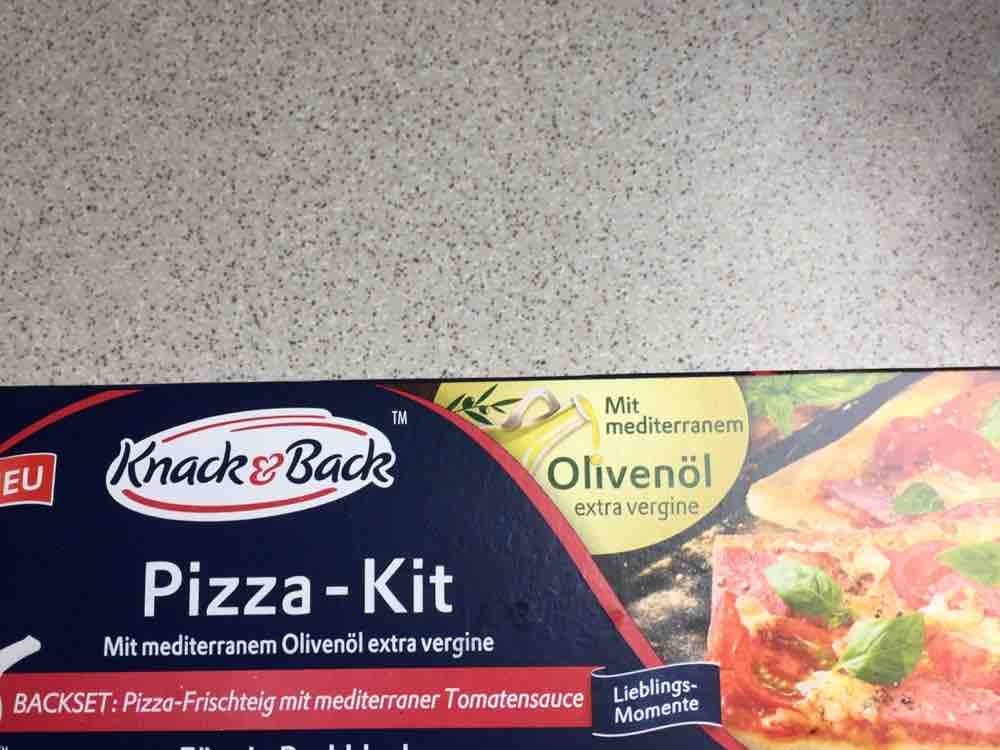 Knack & Back ™
Mit
mediterranem
Olivenöl
extra vergine
Pizza-Kit
Mit mediterranem Olivenöl extra vergine
BACKSET: Pizza-Frischteig mit mediterraner Tomatensauce
Lieblings-
Momente